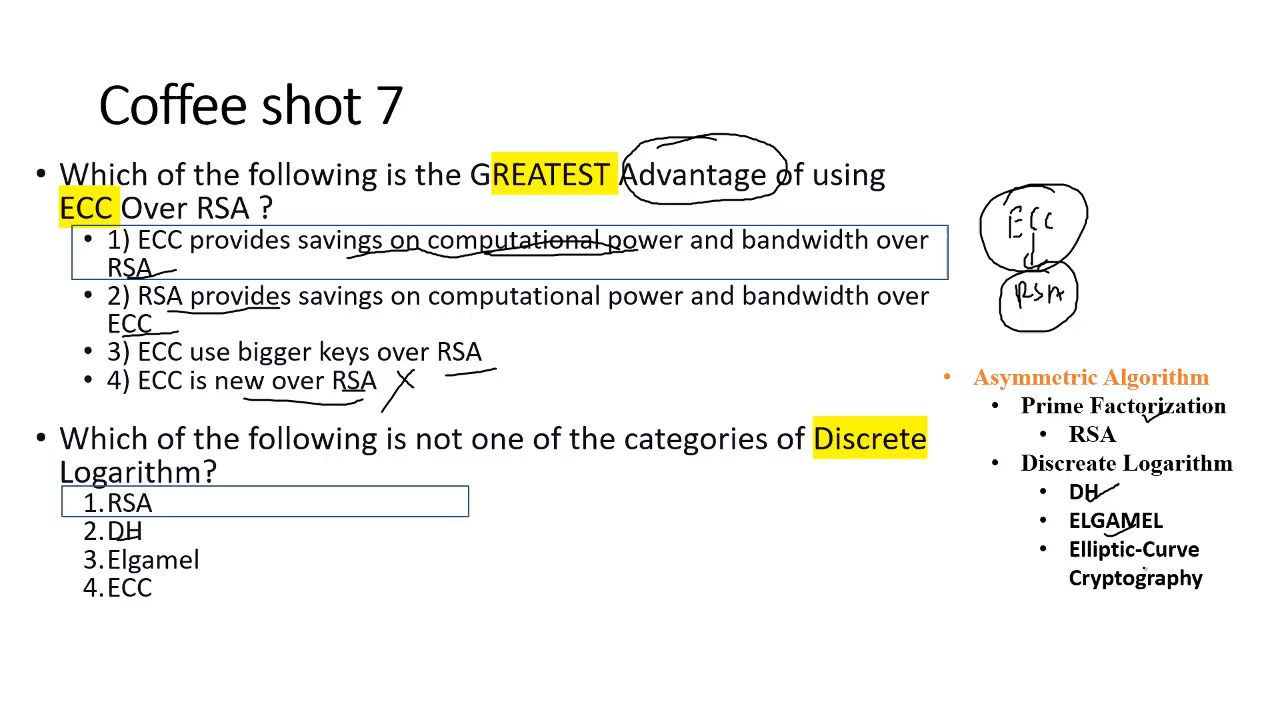 Coffee shot 7
• Which of the following is the GREATEST Advantage of using
ECC Over RSA ?
• 1) ECC provides savings on computational power and bandwidth over
RSA
• 2) RSA provides savings on computational power and bandwidth over
ECC
• 3) ECC use bigger keys over RSA
• 4) ECC is new over RSA
• Which of the following is not one of the categories of Discrete
Logarithm?
1.RSA
2.DH
3.Elgamel
4.ECC
ECC
RSA
• Asymmetric Algorithm
• Prime Factorization
• RSA
• Discreate Logarithm
• DH
• ELGAMEL
• Elliptic-Curve
Cryptography